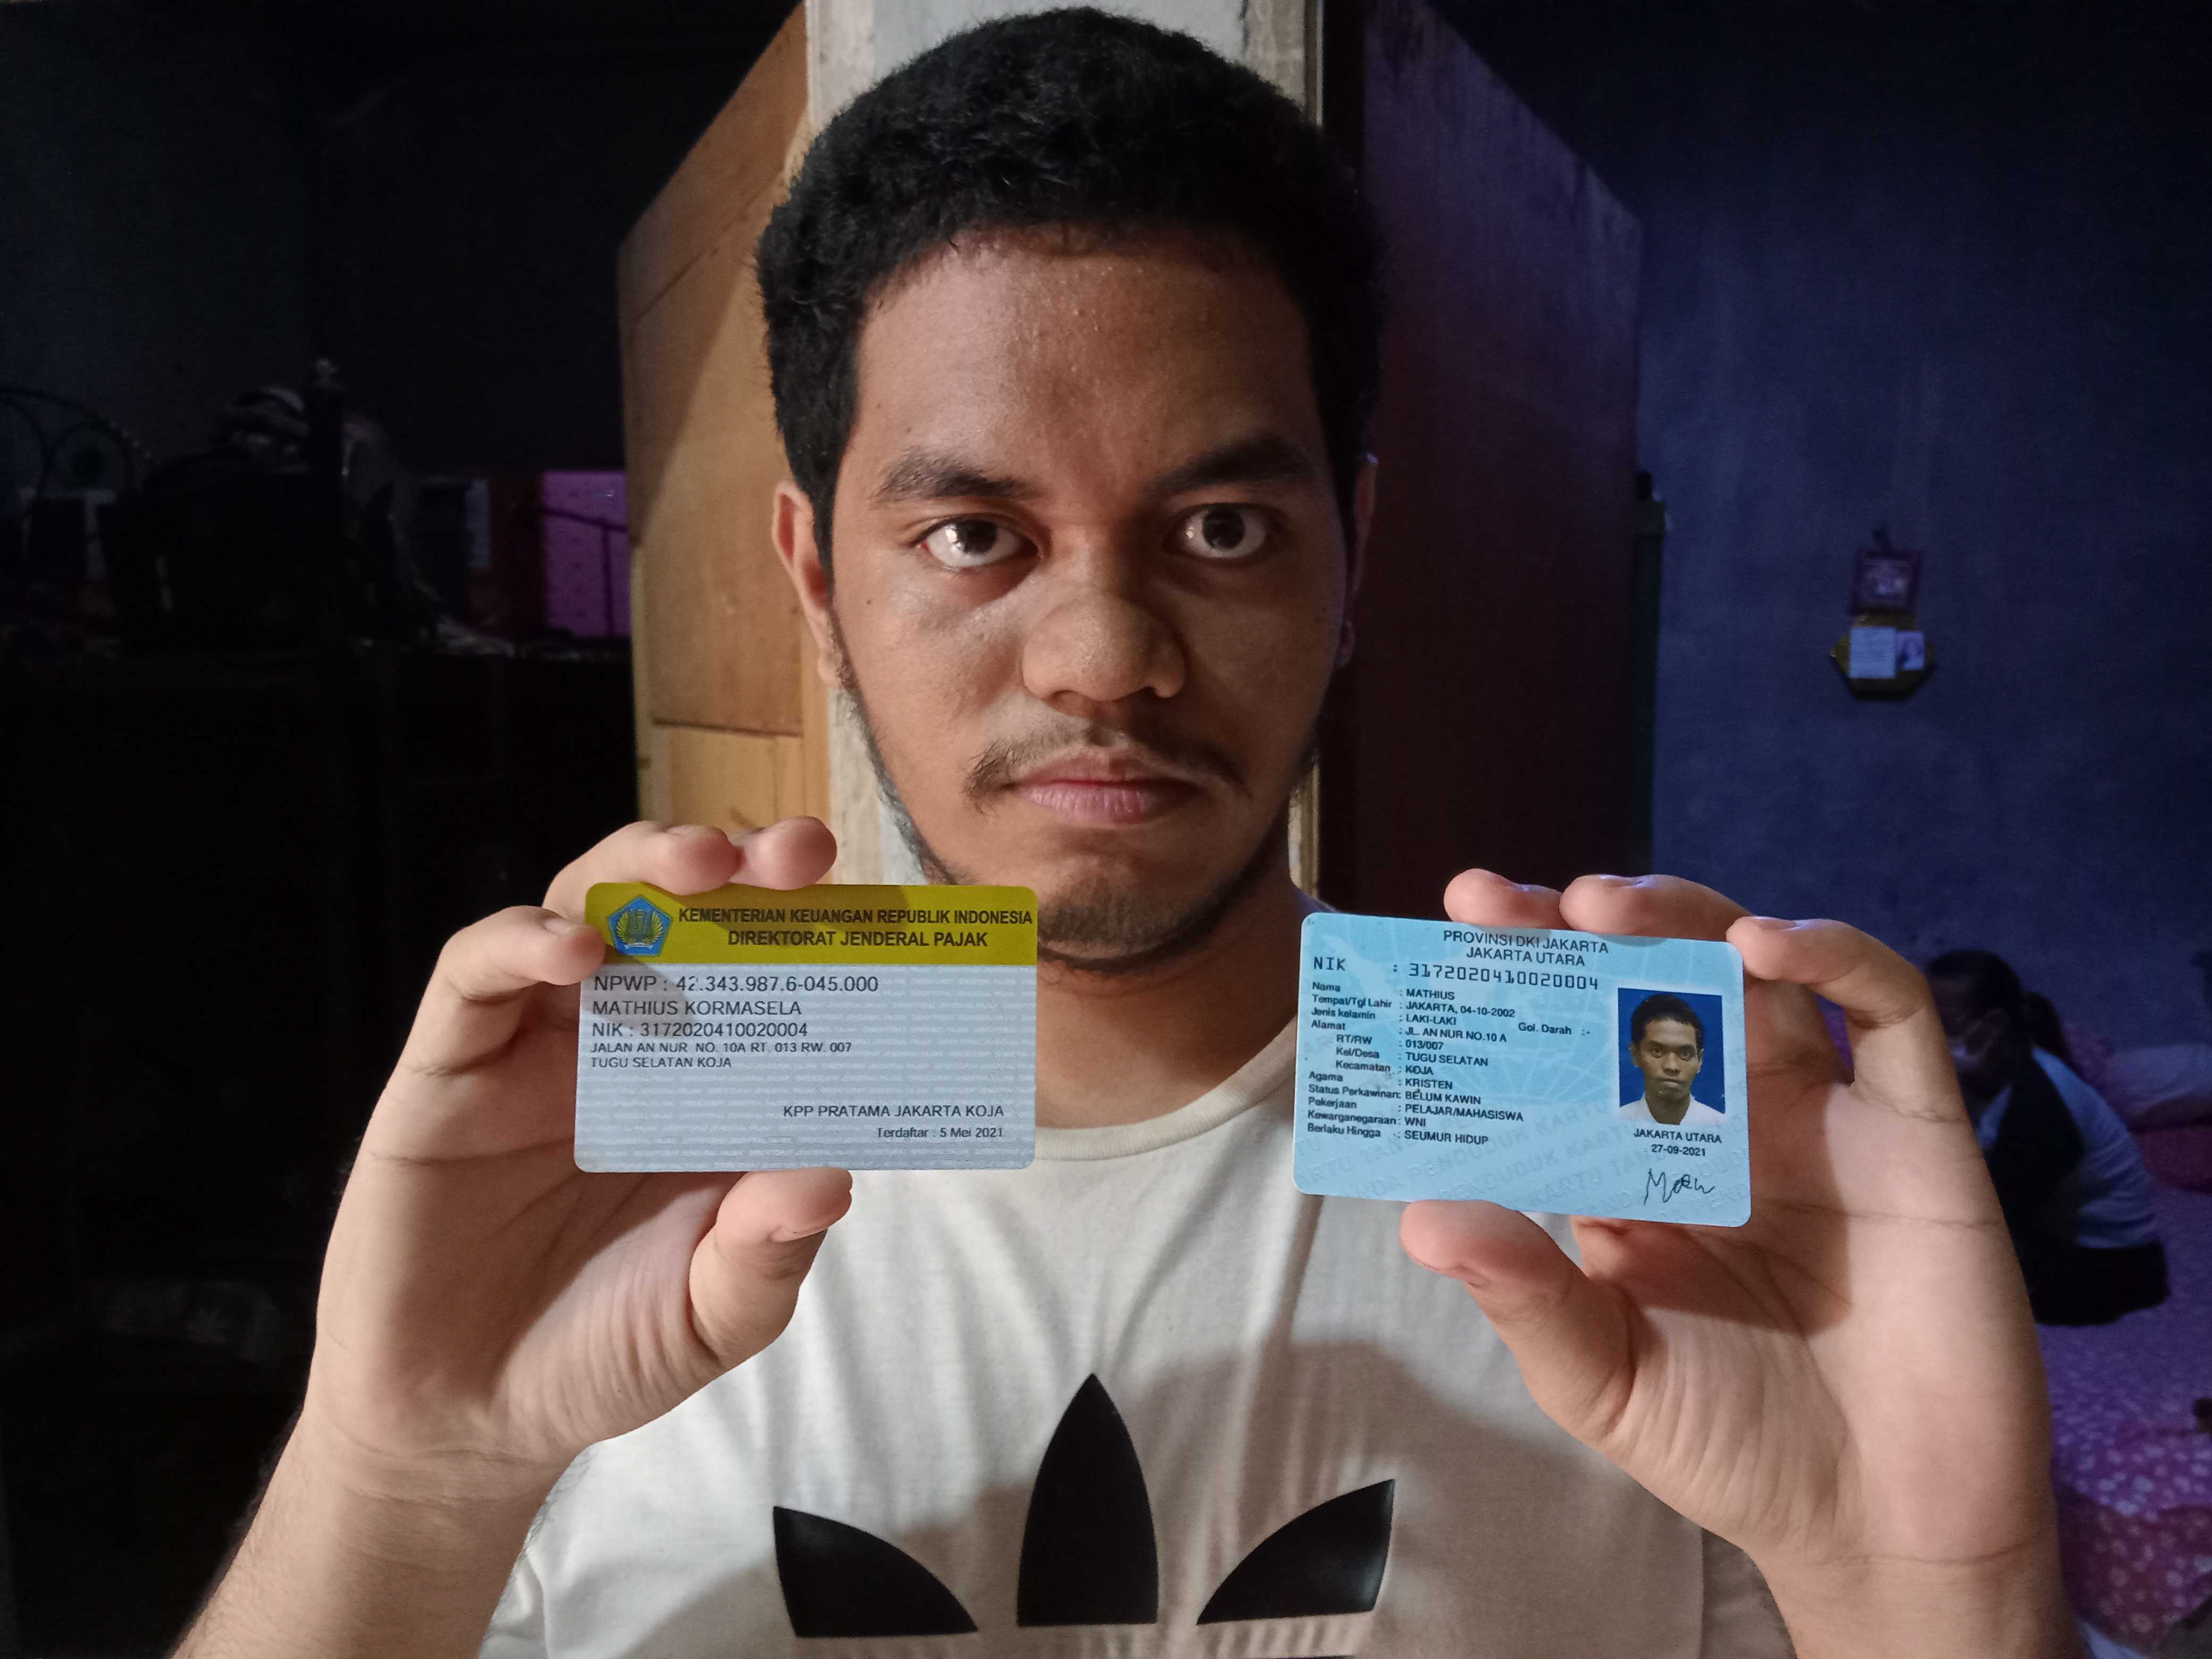 KEMENTERIAN KEUANGAN REPUBLIK INDONESIA
DIREKTORAT JENDERAL PAJAK
NPWP : 42.343.987.6-045.000
MATHIUS KORMASELA
NIK : 3172020410020004
JALAN AN NUR NO. 10A RT. 013 RW. 007
TUGU SELATAN KOJA
KPP PRATAMA JAKARTA KOJA
Terdaftar : 5 Mei 2021
PROVINSI DKI JAKARTA
JAKARTA UTARA
NIK : 3172020410020004
Nama : MATHIUS
Tempat/Tgl Lahir : JAKARTA, 04-10-2002
Jenis kelamin : LAKI-LAKI Gol. Darah :-
Alamat : JL. AN NUR NO.10 A
RT/RW : 013/007
Kel/Desa : TUGU SELATAN
Kecamatan : KOJA
Agama : KRISTEN
Status Perkawinan: BELUM KAWIN
Pekerjaan : PELAJAR/MAHASISWA
Kewarganegaraan: WNI
Berlaku Hingga : SEUMUR HIDUP
JAKARTA UTARA
27-09-2021